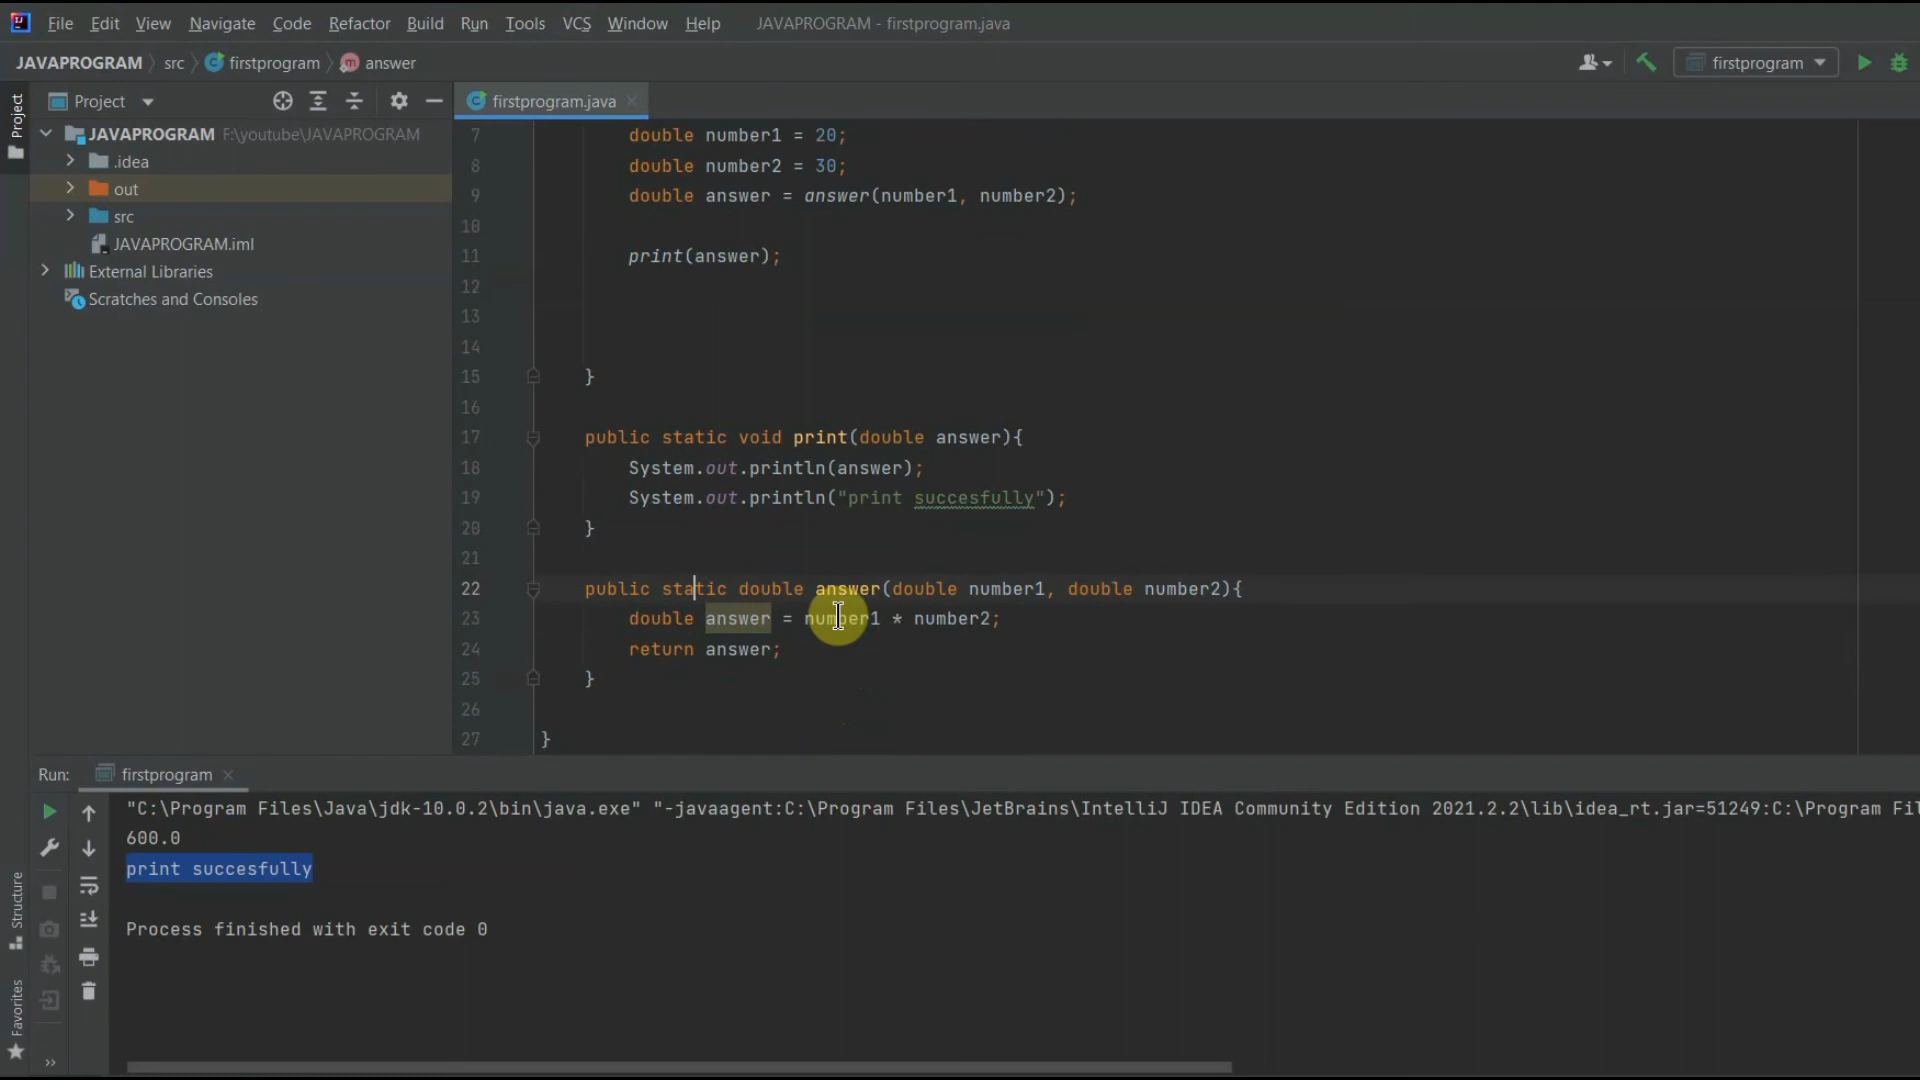 File Edit View Navigate Code Refactor Build Run Tools VCS Window Help JAVAPROGRAM - firstprogram.java
JAVAPROGRAM src firstprogram answer firstprogram
Project
Project
firstprogram.java
JAVAPROGRAM F:\youtube\JAVAPROGRAM
.idea
out
src
JAVAPROGRAM.iml
External Libraries
Scratches and Consoles
7 double number1 = 20;
8 double number2 = 30;
9 double answer = answer(number1, number2);
10
11 print(answer);
12
13
14
15 }
16
17 public static void print(double answer){
18 System.out.println(answer);
19 System.out.println("print succesfully");
20 }
21
22 public static double answer(double number1, double number2){
23 double answer = number1 * number2;
24 return answer;
25 }
26
27 }
Run: firstprogram
"C:\Program Files\Java\jdk-10.0.2\bin\java.exe" "-javaagent:C:\Program Files\JetBrains\IntelliJ IDEA Community Edition 2021.2.2\lib\idea_rt.jar=51249:C:\Program Fil
600.0
print succesfully
Process finished with exit code 0
Structure
Favorites